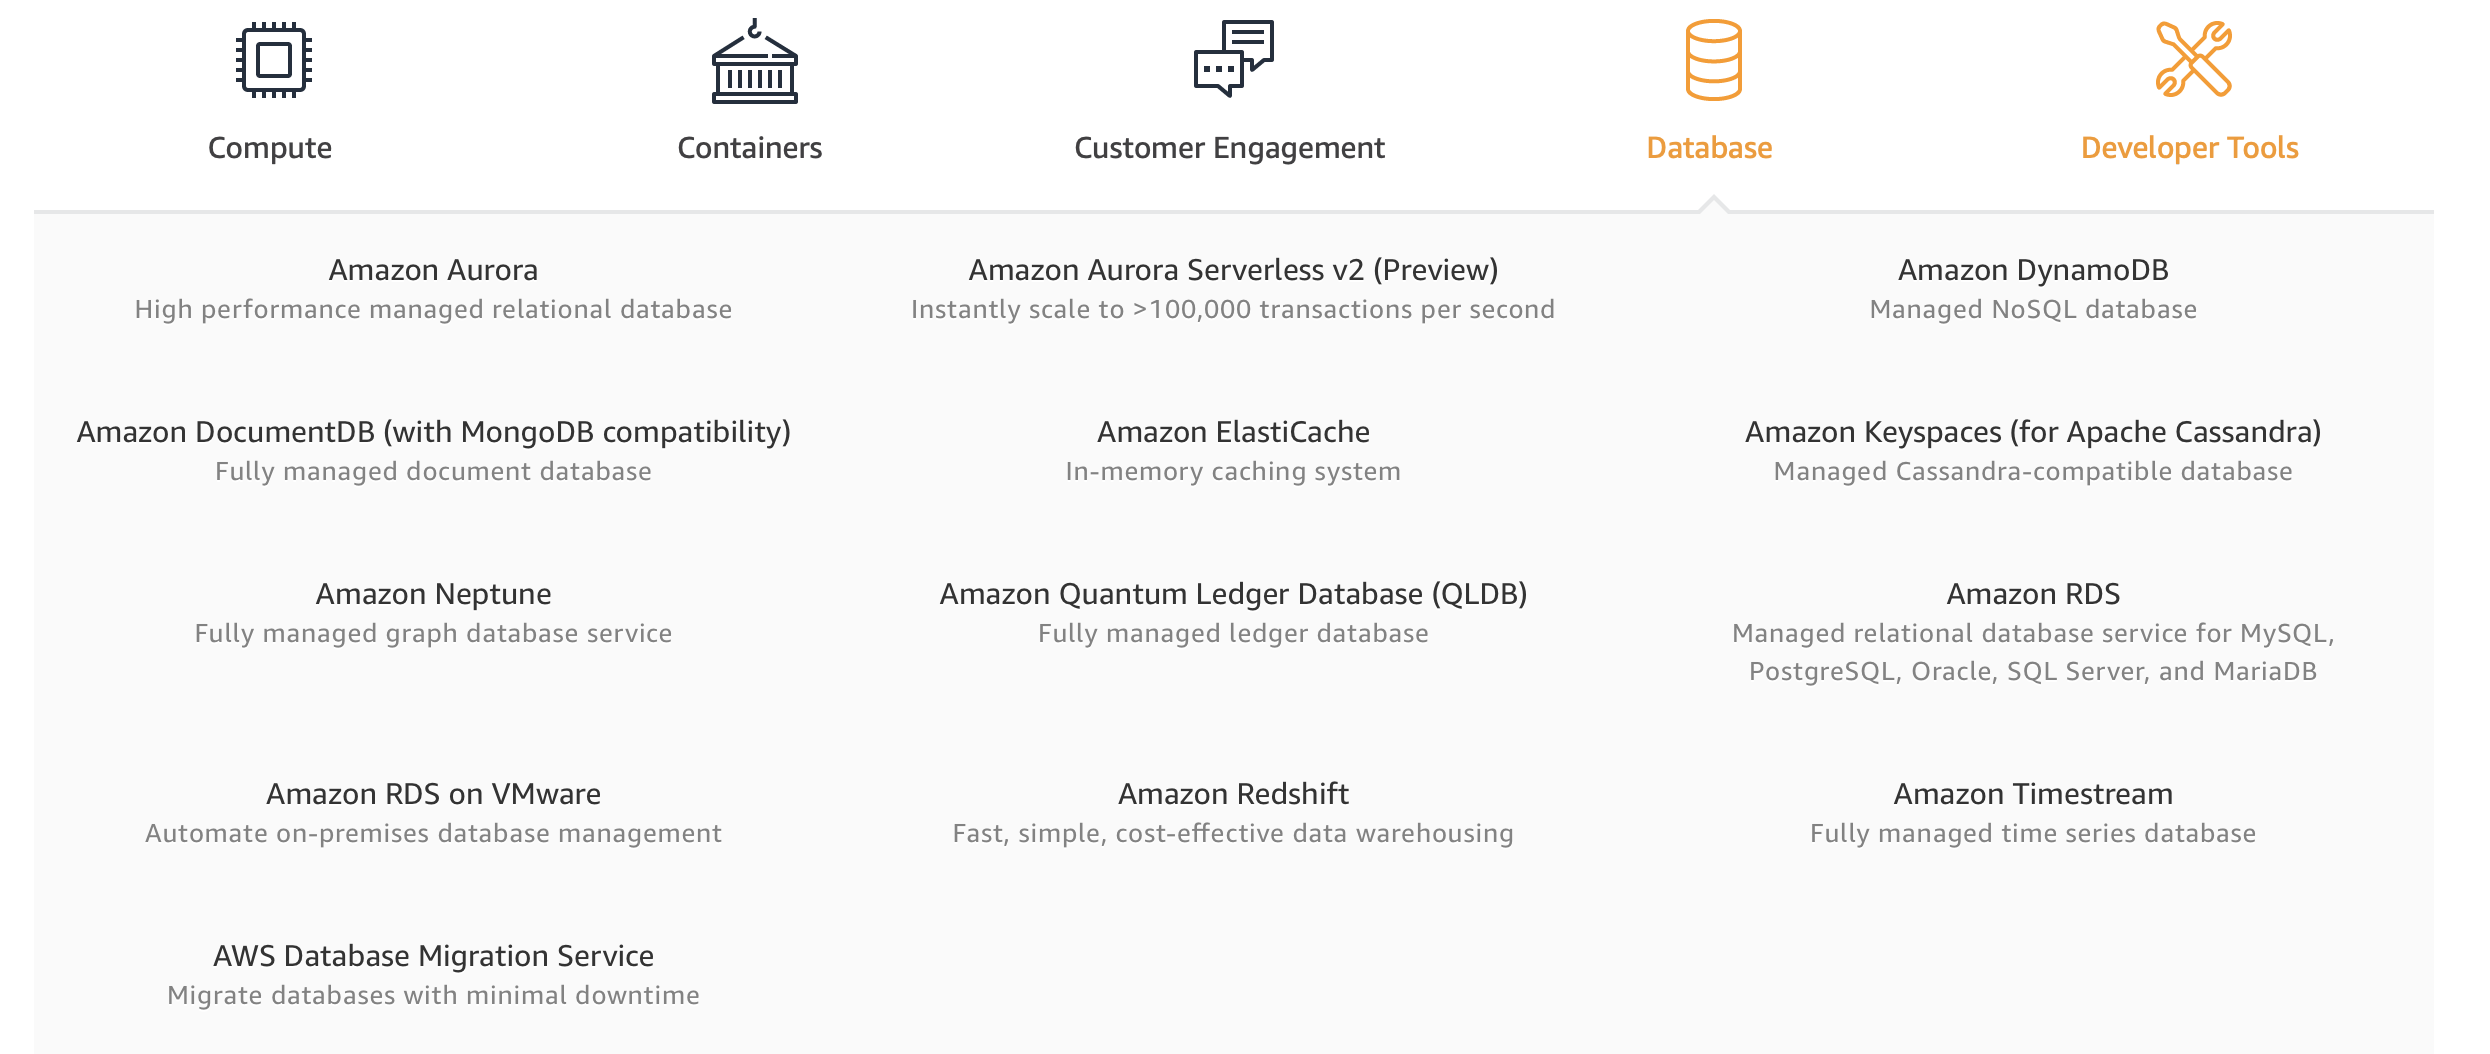 Compute
Containers
Customer Engagement
Database
Developer Tools
Amazon Aurora
High performance managed relational database
Amazon Aurora Serverless v2 (Preview)
Instantly scale to >100,000 transactions per second
Amazon DynamoDB
Managed NoSQL database
Amazon DocumentDB (with MongoDB compatibility)
Fully managed document database
Amazon ElastiCache
In-memory caching system
Amazon Keyspaces (for Apache Cassandra)
Managed Cassandra-compatible database
Amazon Neptune
Fully managed graph database service
Amazon Quantum Ledger Database (QLDB)
Fully managed ledger database
Amazon RDS
Managed relational database service for MySQL,
PostgreSQL, Oracle, SQL Server, and MariaDB
Amazon RDS on VMware
Automate on-premises database management
Amazon Redshift
Fast, simple, cost-effective data warehousing
Amazon Timestream
Fully managed time series database
AWS Database Migration Service
Migrate databases with minimal downtime